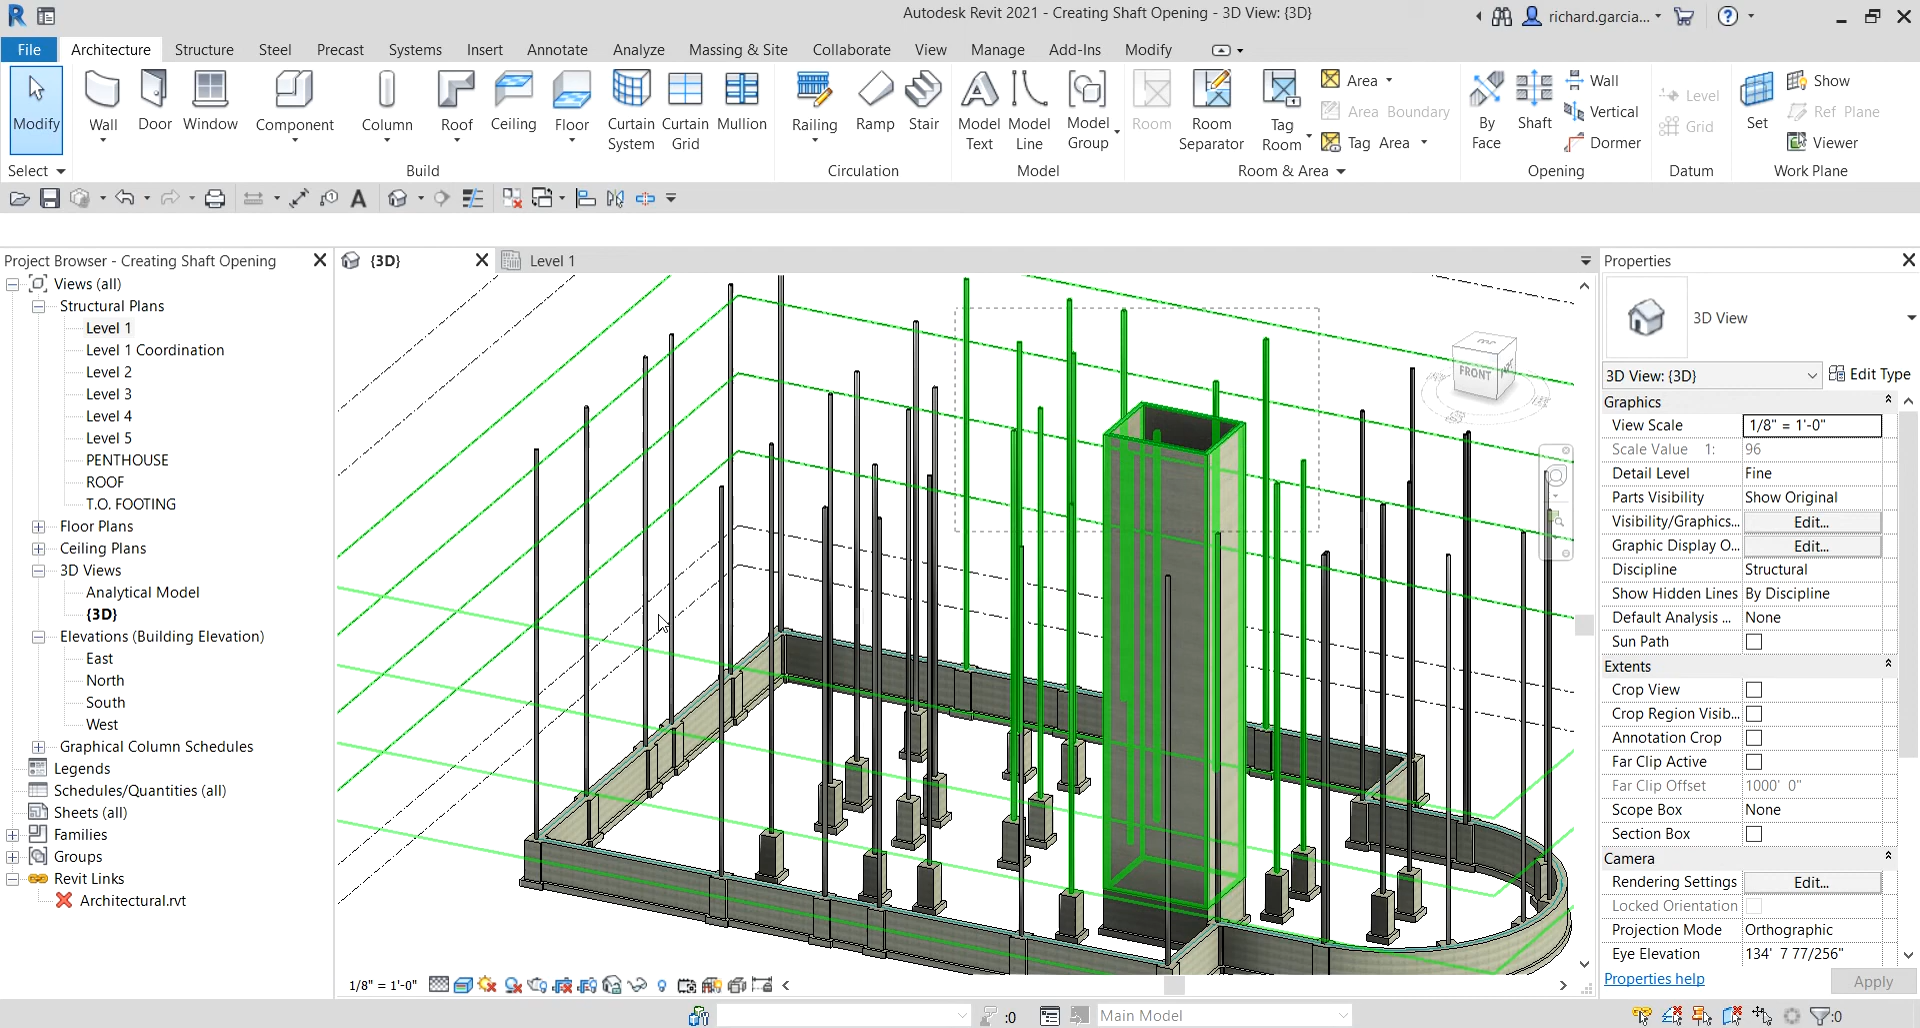 Autodesk Revit 2021 - Creating Shaft Opening - 3D View: {3D}
richard.garcia...
File Architecture Structure Steel Precast Systems Insert Annotate Analyze Massing & Site Collaborate View Manage Add-Ins Modify
Modify
Wall Door Window Component Column Roof Ceiling Floor Curtain System Curtain Grid Mullion
Railing Ramp Stair
Model Text Model Line Model Group
Room Room Separator Tag Room Area Area Boundary Tag Area
By Face Shaft Wall Vertical Dormer
Level Grid
Set Show Ref Plane Viewer
Select Build Circulation Model Room & Area Opening Datum Work Plane
Project Browser - Creating Shaft Opening
Views (all)
Structural Plans
Level 1
Level 1 Coordination
Level 2
Level 3
Level 4
Level 5
PENTHOUSE
ROOF
T.O. FOOTING
Floor Plans
Ceiling Plans
3D Views
Analytical Model
{3D}
Elevations (Building Elevation)
East
North
South
West
Graphical Column Schedules
Legends
Schedules/Quantities (all)
Sheets (all)
Families
Groups
Revit Links
Architectural.rvt
{3D} Level 1
FRONT
1/8" = 1'-0"
Properties
3D View
3D View: {3D} Edit Type
Graphics
View Scale 1/8" = 1'-0"
Scale Value 1: 96
Detail Level Fine
Parts Visibility Show Original
Visibility/Graphics... Edit...
Graphic Display O... Edit...
Discipline Structural
Show Hidden Lines By Discipline
Default Analysis ... None
Sun Path
Extents
Crop View
Crop Region Visib...
Annotation Crop
Far Clip Active
Far Clip Offset 1000' 0"
Scope Box None
Section Box
Camera
Rendering Settings Edit...
Locked Orientation
Projection Mode Orthographic
Eye Elevation 134' 7 77/256"
Properties help Apply
:0 Main Model :0